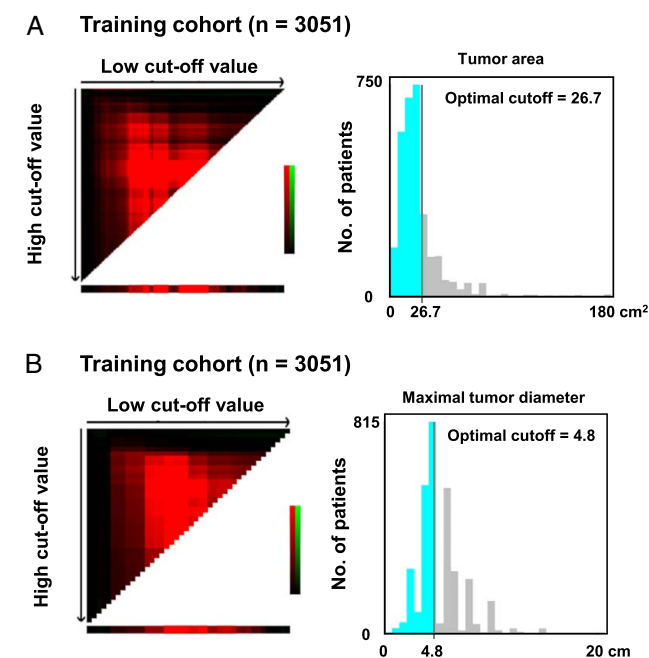 A
Training cohort (n = 3051)
Low cut-off value
High cut-off value
Tumor area
750
Optimal cutoff = 26.7
No. of patients
0
0 26.7 180 cm²
B
Training cohort (n = 3051)
Low cut-off value
High cut-off value
Maximal tumor diameter
815
Optimal cutoff = 4.8
No. of patients
0
0 4.8 20 cm